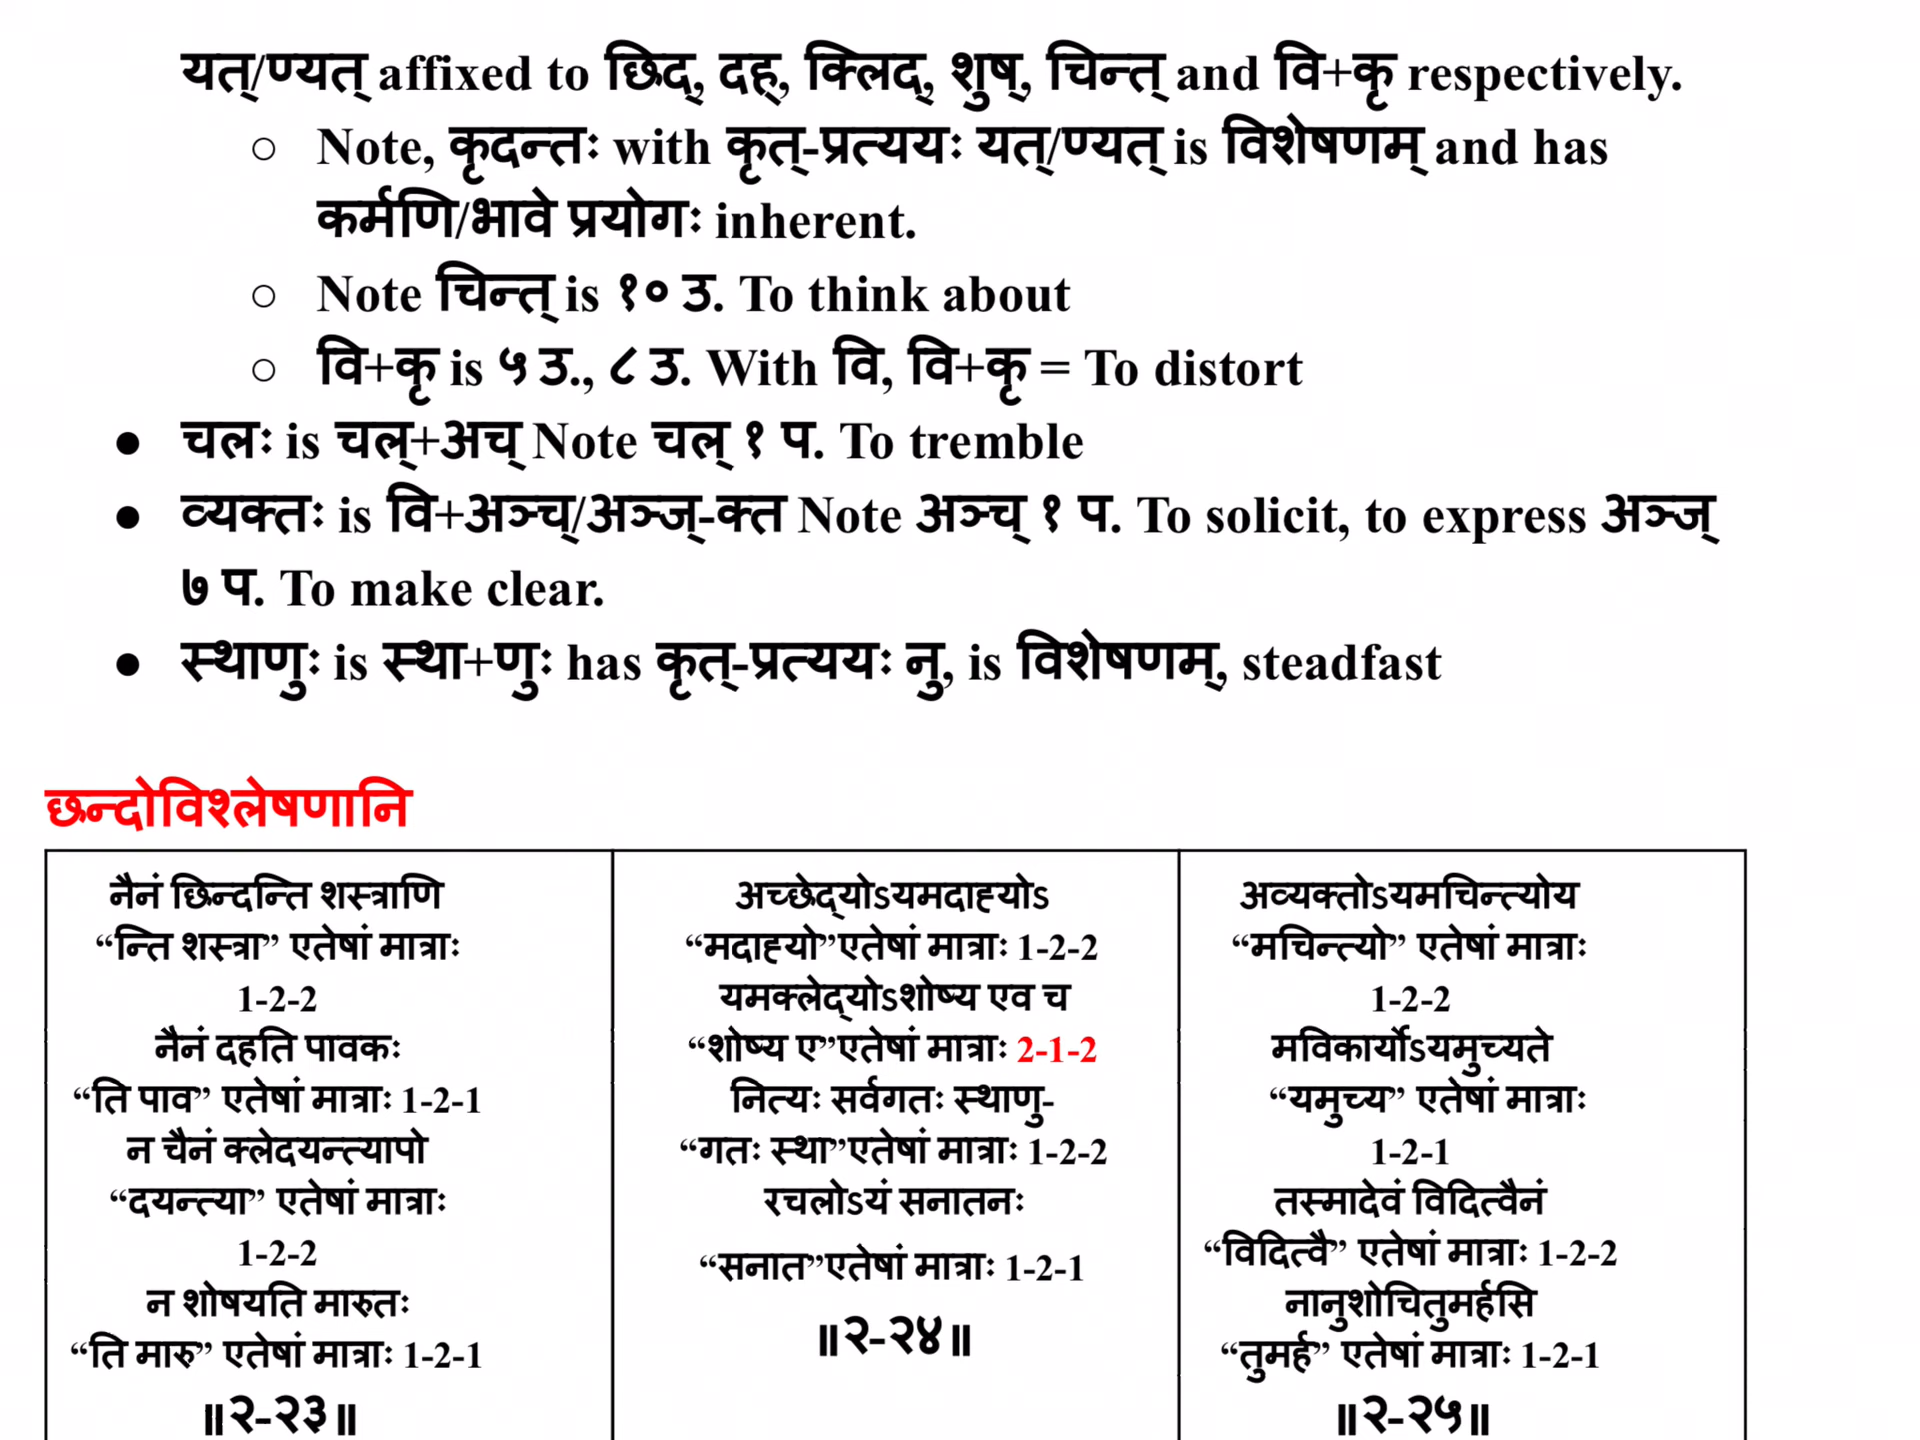 यत्/ण्यत् affixed to छिद्, दह्, क्लिद्, शुष्, चिन्त् and वि+कृ respectively.
○ Note, कृदन्तः with कृत्-प्रत्ययः यत्/ण्यत् is विशेषणम् and has
कर्मणि/भावे प्रयोगः inherent.
○ Note चिन्त् is १० उ. To think about
○ वि+कृ is ५ उ., ८ उ. With वि, वि+कृ = To distort
● चलः is चल्+अच् Note चल् १ प. To tremble
● व्यक्तः is वि+अञ्च्/अञ्ज्-क्त Note अञ्च् १ प. To solicit, to express अञ्ज्
७ प. To make clear.
● स्थाणुः is स्था+णुः has कृत्-प्रत्ययः नु, is विशेषणम्, steadfast
छन्दोविश्लेषणानि
नैनं छिन्दन्ति शस्त्राणि
“न्ति शस्त्रा” एतेषां मात्राः
1-2-2
नैनं दहति पावकः
“ति पाव” एतेषां मात्राः 1-2-1
न चैनं क्लेदयन्त्यापो
“दयन्त्या” एतेषां मात्राः
1-2-2
न शोषयति मारुतः
“ति मारु” एतेषां मात्राः 1-2-1
॥२-२३॥
अच्छेद्योऽयमदाह्योऽ
“मदाह्यो”एतेषां मात्राः 1-2-2
यमक्लेद्योऽशोष्य एव च
“शोष्य ए”एतेषां मात्राः 2-1-2
नित्यः सर्वगतः स्थाणु-
“गतः स्था”एतेषां मात्राः 1-2-2
रचलोऽयं सनातनः
“सनात”एतेषां मात्राः 1-2-1
॥२-२४॥
अव्यक्तोऽयमचिन्त्योय
“मचिन्त्यो” एतेषां मात्राः
1-2-2
मविकार्योऽयमुच्यते
“यमुच्य” एतेषां मात्राः
1-2-1
तस्मादेवं विदित्वैनं
“विदित्वै” एतेषां मात्राः 1-2-2
नानुशोचितुमर्हसि
“तुमर्ह” एतेषां मात्राः 1-2-1
॥२-२५॥